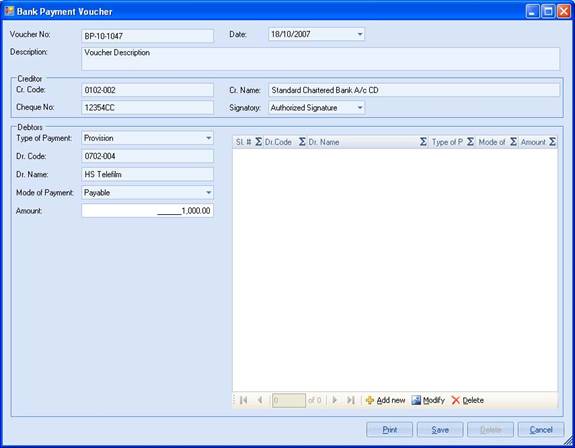 Bank Payment Voucher
Voucher No: BP-10-1047 Date: 18/10/2007
Description: Voucher Description
Creditor
Cr. Code: 0102-002 Cr. Name: Standard Chartered Bank A/c CD
Cheque No: 12354CC Signatory: Authorized Signature
Debtors
Type of Payment: Provision
Dr. Code: 0702-004
Dr. Name: HS Telefilm
Mode of Payment: Payable
Amount: ______1,000.00
Sl. # Σ Dr.Code Σ Dr. Name Σ Type of P Σ Mode of Σ Amount Σ
0 of 0 Add new Modify Delete
Print Save Delete Cancel